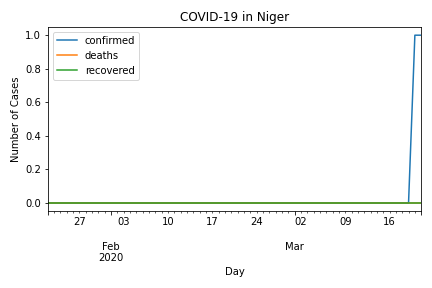 COVID-19 in Niger
confirmed
deaths
recovered
Number of Cases
1.0
0.8
0.6
0.4
0.2
0.0
27 03 10 17 24 02 09 16
Feb Mar
2020
Day